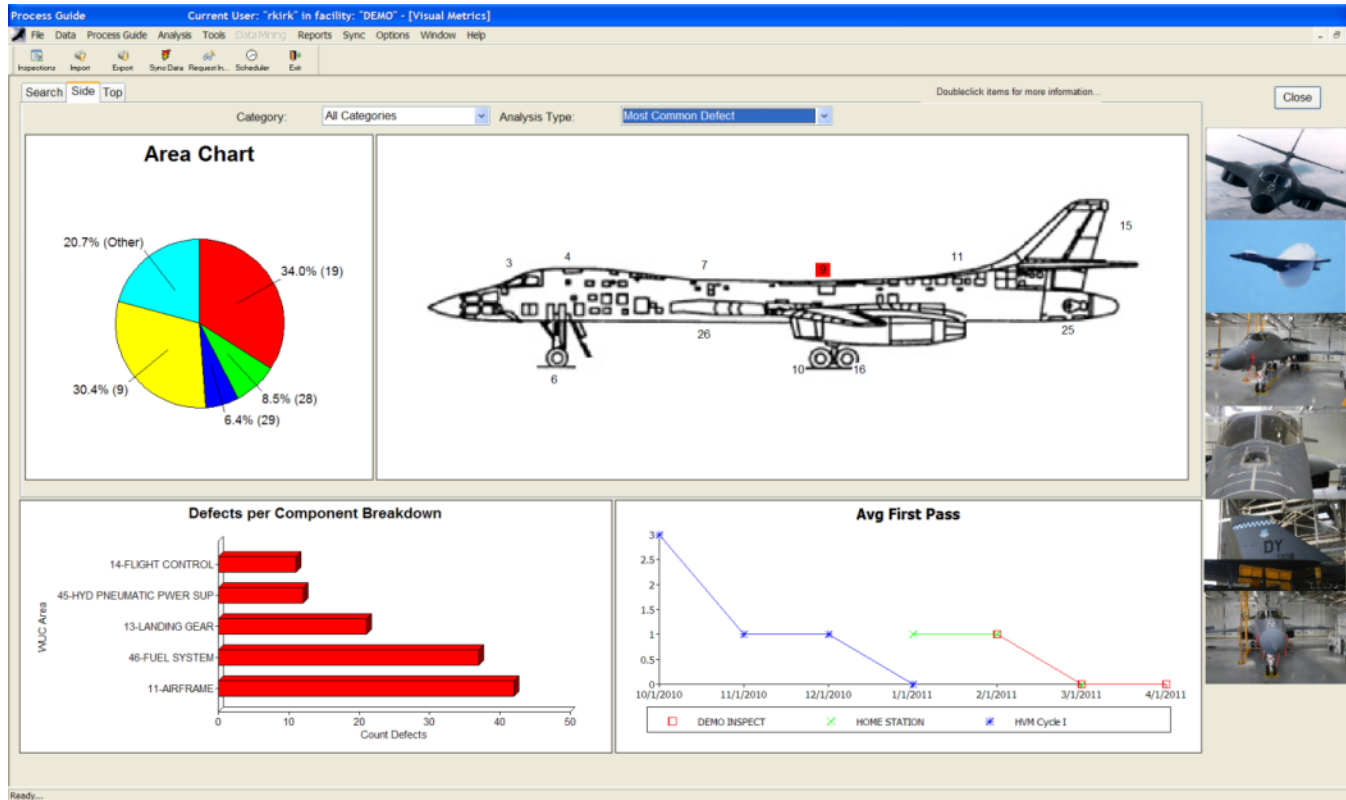 Process Guide Current User: "rkirk" in facility: "DEMO" - [Visual Metrics]
File Data Process Guide Analysis Tools Data Mining Reports Sync Options Window Help
Inspections Import Export Sync Data Request In... Scheduler Exit
Search Side Top
Doubleclick items for more information...
Close
Category: All Categories Analysis Type: Most Common Defect
Area Chart
20.7% (Other)
34.0% (19)
30.4% (9)
8.5% (28)
6.4% (29)
15
3 4 7 9 11
26 25
6 10 16
Defects per Component Breakdown
WUC Area
14-FLIGHT CONTROL
45-HYD PNEUMATIC PWER SUP
13-LANDING GEAR
46-FUEL SYSTEM
11-AIRFRAME
0 10 20 30 40 50
Count Defects
Avg First Pass
3
2.5
2
1.5
1
0.5
0
10/1/2010 11/1/2010 12/1/2010 1/1/2011 2/1/2011 3/1/2011 4/1/2011
DEMO INSPECT HOME STATION HVM Cycle I
DY
Ready...